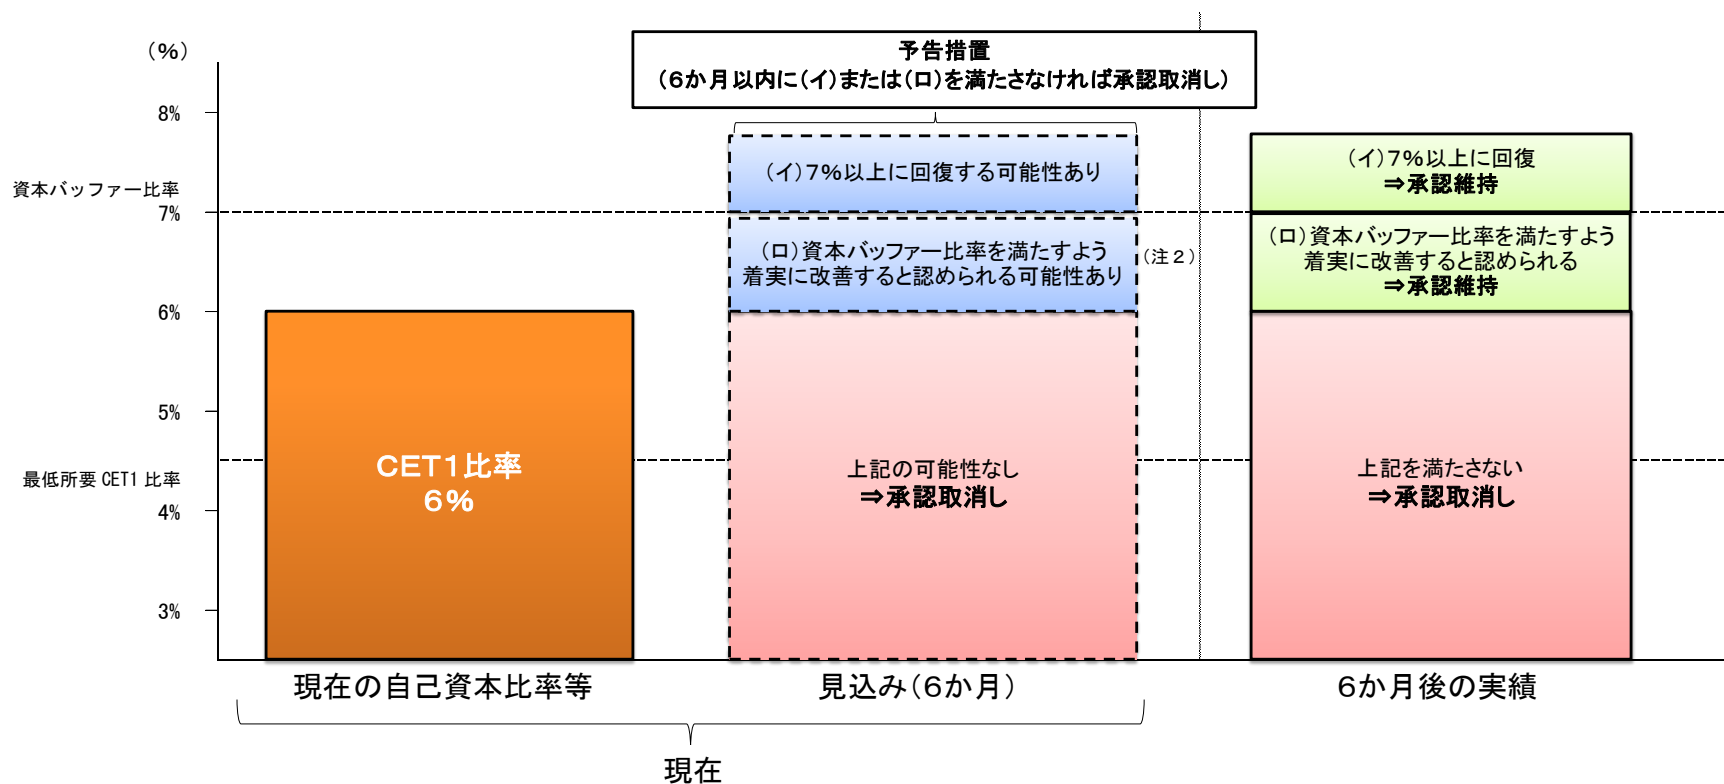 （％）
予告措置
（６か月以内に（イ）または（ロ）を満たさなければ承認取消し）
8%
資本バッファー比率
7%
6%
5%
最低所要 CET1 比率
4%
3%
CET1比率
6％
（イ）７％以上に回復する可能性あり
（ロ）資本バッファー比率を満たすよう
着実に改善すると認められる可能性あり
（注２）
上記の可能性なし
⇒承認取消し
（イ）７％以上に回復
⇒承認維持
（ロ）資本バッファー比率を満たすよう
着実に改善すると認められる
⇒承認維持
上記を満たさない
⇒承認取消し
現在の自己資本比率等
見込み（６か月）
６か月後の実績
現在